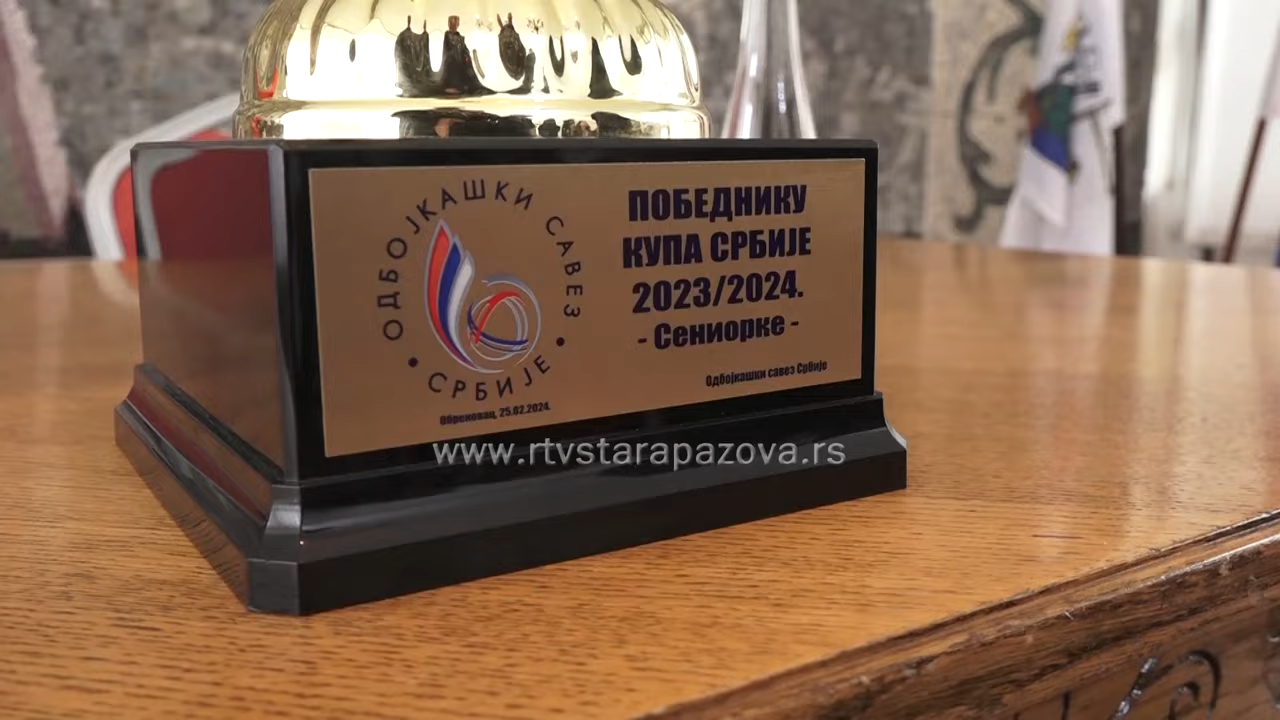 ОДБОЈКАШКИ САВЕЗ
• СРБИЈЕ •
Обреновац, 25.02.2024.
ПОБЕДНИКУ
КУПА СРБИЈЕ
2023/2024.
- Сениорке -
Одбојкашки савез Србије
www.rtvstarapazova.rs